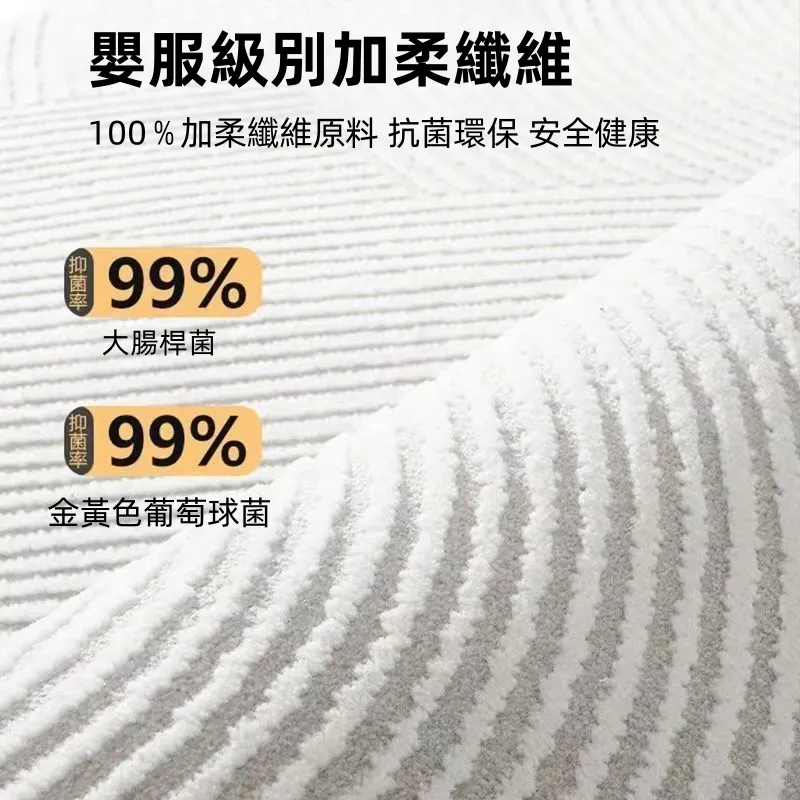 嬰服級別加柔纖維
100%加柔纖維原料 抗菌環保 安全健康
抑菌率 99%
大腸桿菌
抑菌率 99%
金黃色葡萄球菌